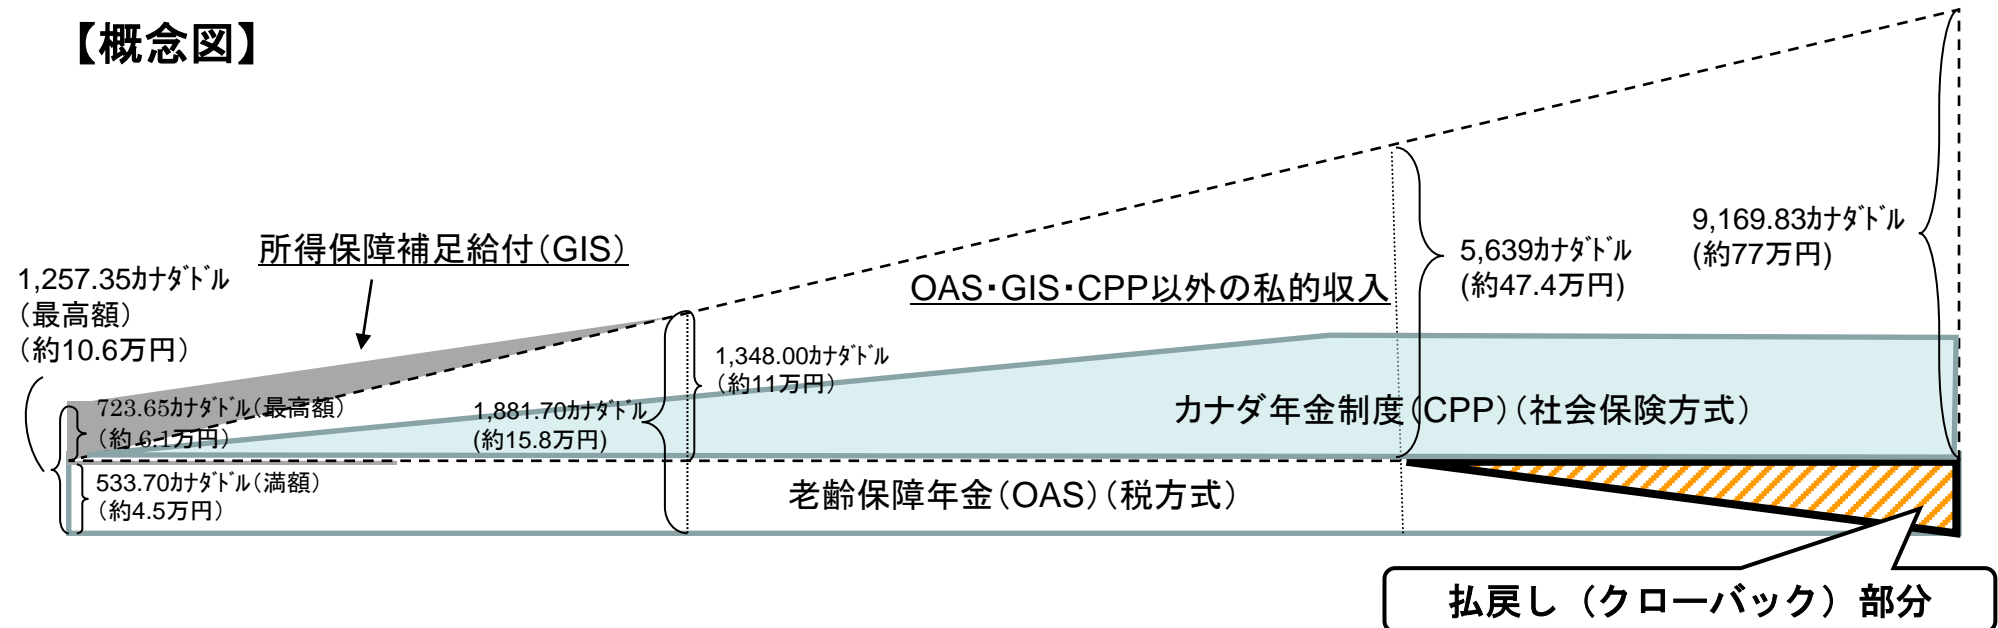 【概念図】
所得保障補足給付(GIS)
1,257.35ｶﾅﾀﾞﾄﾞﾙ
（最高額）
（約10.6万円）
723.65ｶﾅﾀﾞﾄﾞﾙ（最高額）
（約 6.1万円）
533.70ｶﾅﾀﾞﾄﾞﾙ（満額）
（約4.5万円）
1,881.70ｶﾅﾀﾞﾄﾞﾙ
(約15.8万円)
1,348.00ｶﾅﾀﾞﾄﾞﾙ
（約11万円）
OAS・GIS・CPP以外の私的収入
5,639ｶﾅﾀﾞﾄﾞﾙ
(約47.4万円)
9,169.83ｶﾅﾀﾞﾄﾞﾙ
(約77万円)
カナダ年金制度（CPP）（社会保険方式）
老齢保障年金（OAS）（税方式）
払戻し（クローバック）部分